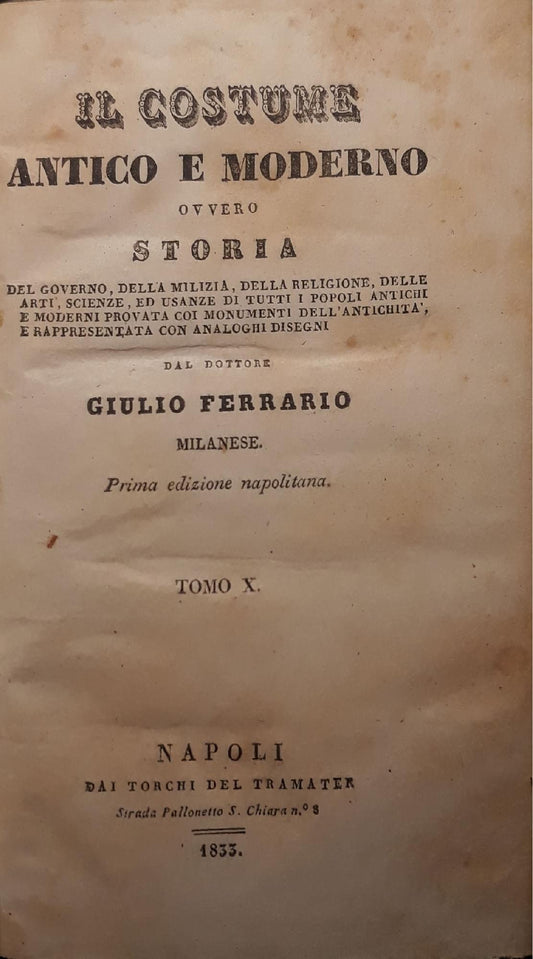 IL COSTUME
ANTICO E MODERNO
OVVERO
STORIA
DEL GOVERNO, DELLA MILIZIA, DELLA RELIGIONE, DELLE
ARTI, SCIENZE, ED USANZE DI TUTTI I POPOLI ANTICHI
E MODERNI PROVATA COI MONUMENTI DELL'ANTICHITA',
E RAPPRESENTATA CON ANALOGHI DISEGNI
DAL DOTTORE
GIULIO FERRARIO
MILANESE.
Prima edizione napolitana.
TOMO X.
NAPOLI
DAI TORCHI DEL TRAMATER
Strada Pallonetto S. Chiara n.° 8
1833.